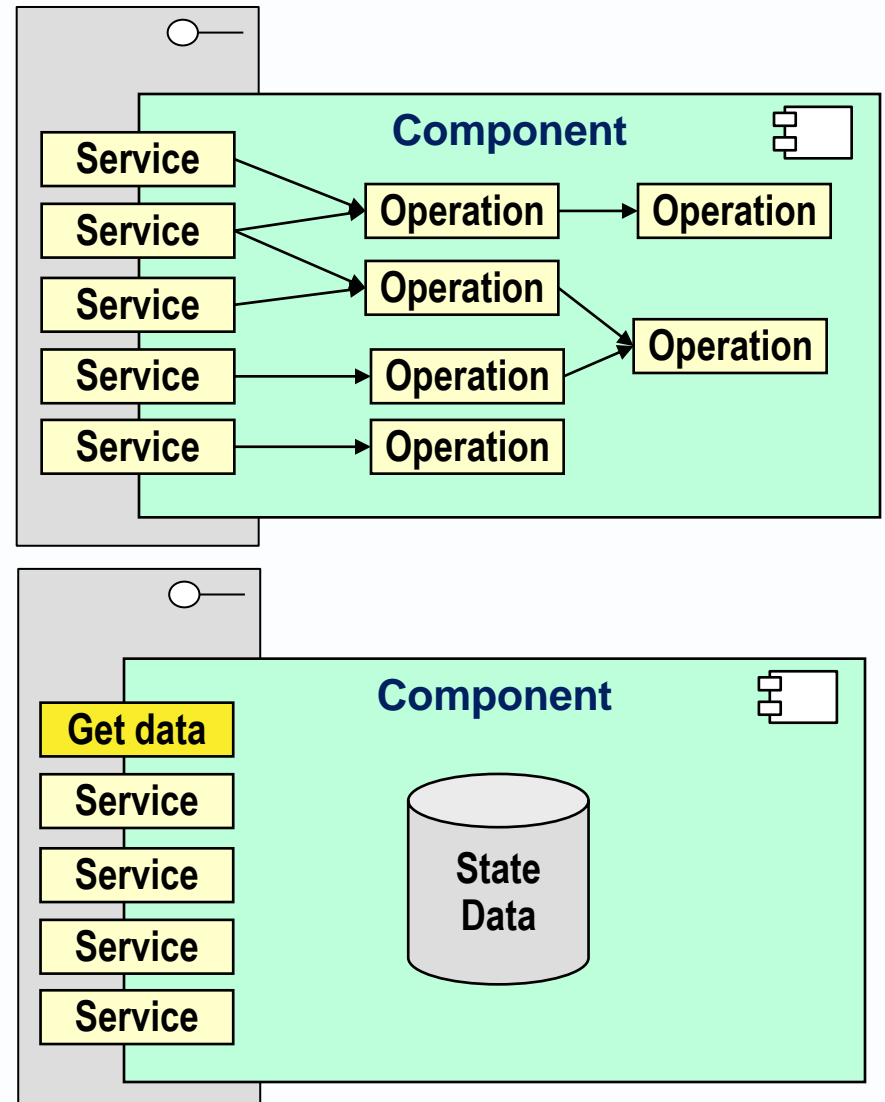 Component
Service
Operation
Operation
Service
Operation
Service
Operation
Service
Operation
Service
Operation
Component
Get data
Service
Service
State
Data
Service
Service